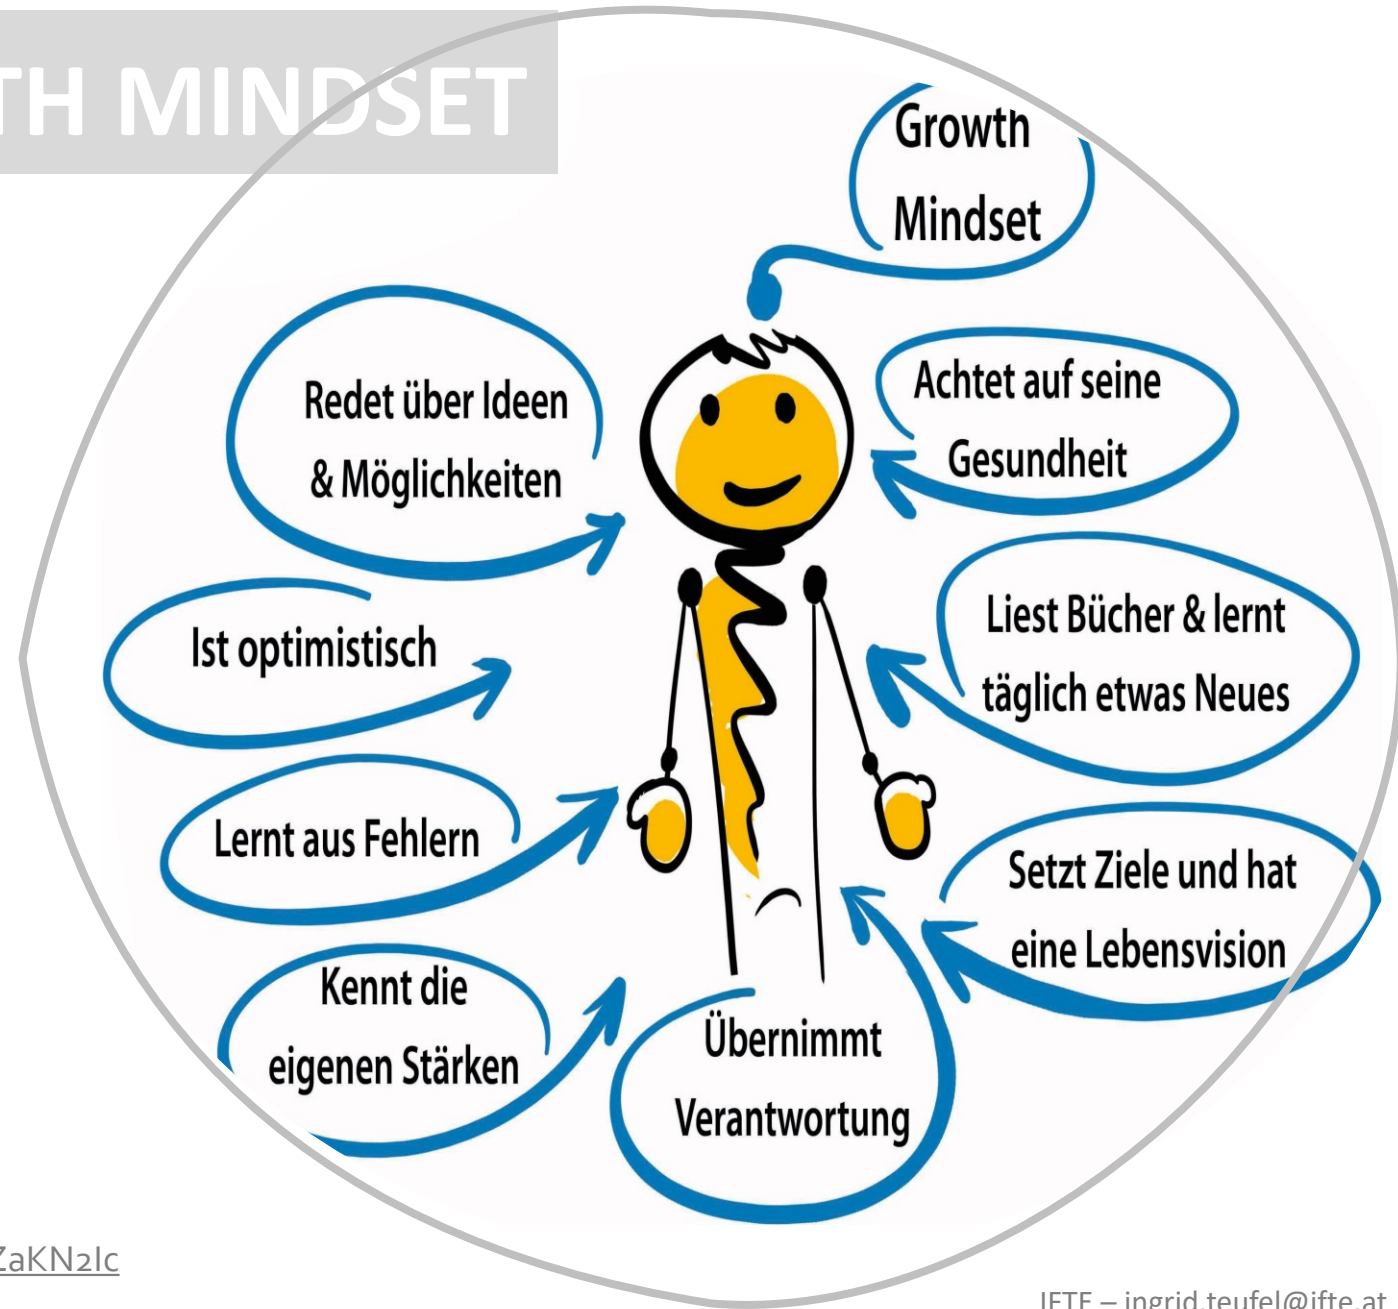 TH MINDSET
Growth
Mindset
Redet über Ideen
& Möglichkeiten
Achtet auf seine
Gesundheit
Ist optimistisch
Liest Bücher & lernt
täglich etwas Neues
Lernt aus Fehlern
Setzt Ziele und hat
eine Lebensvision
Kennt die
eigenen Stärken
Übernimmt
Verantwortung
ZaKN2Ic
IFTE – ingrid.teufel@ifte.at